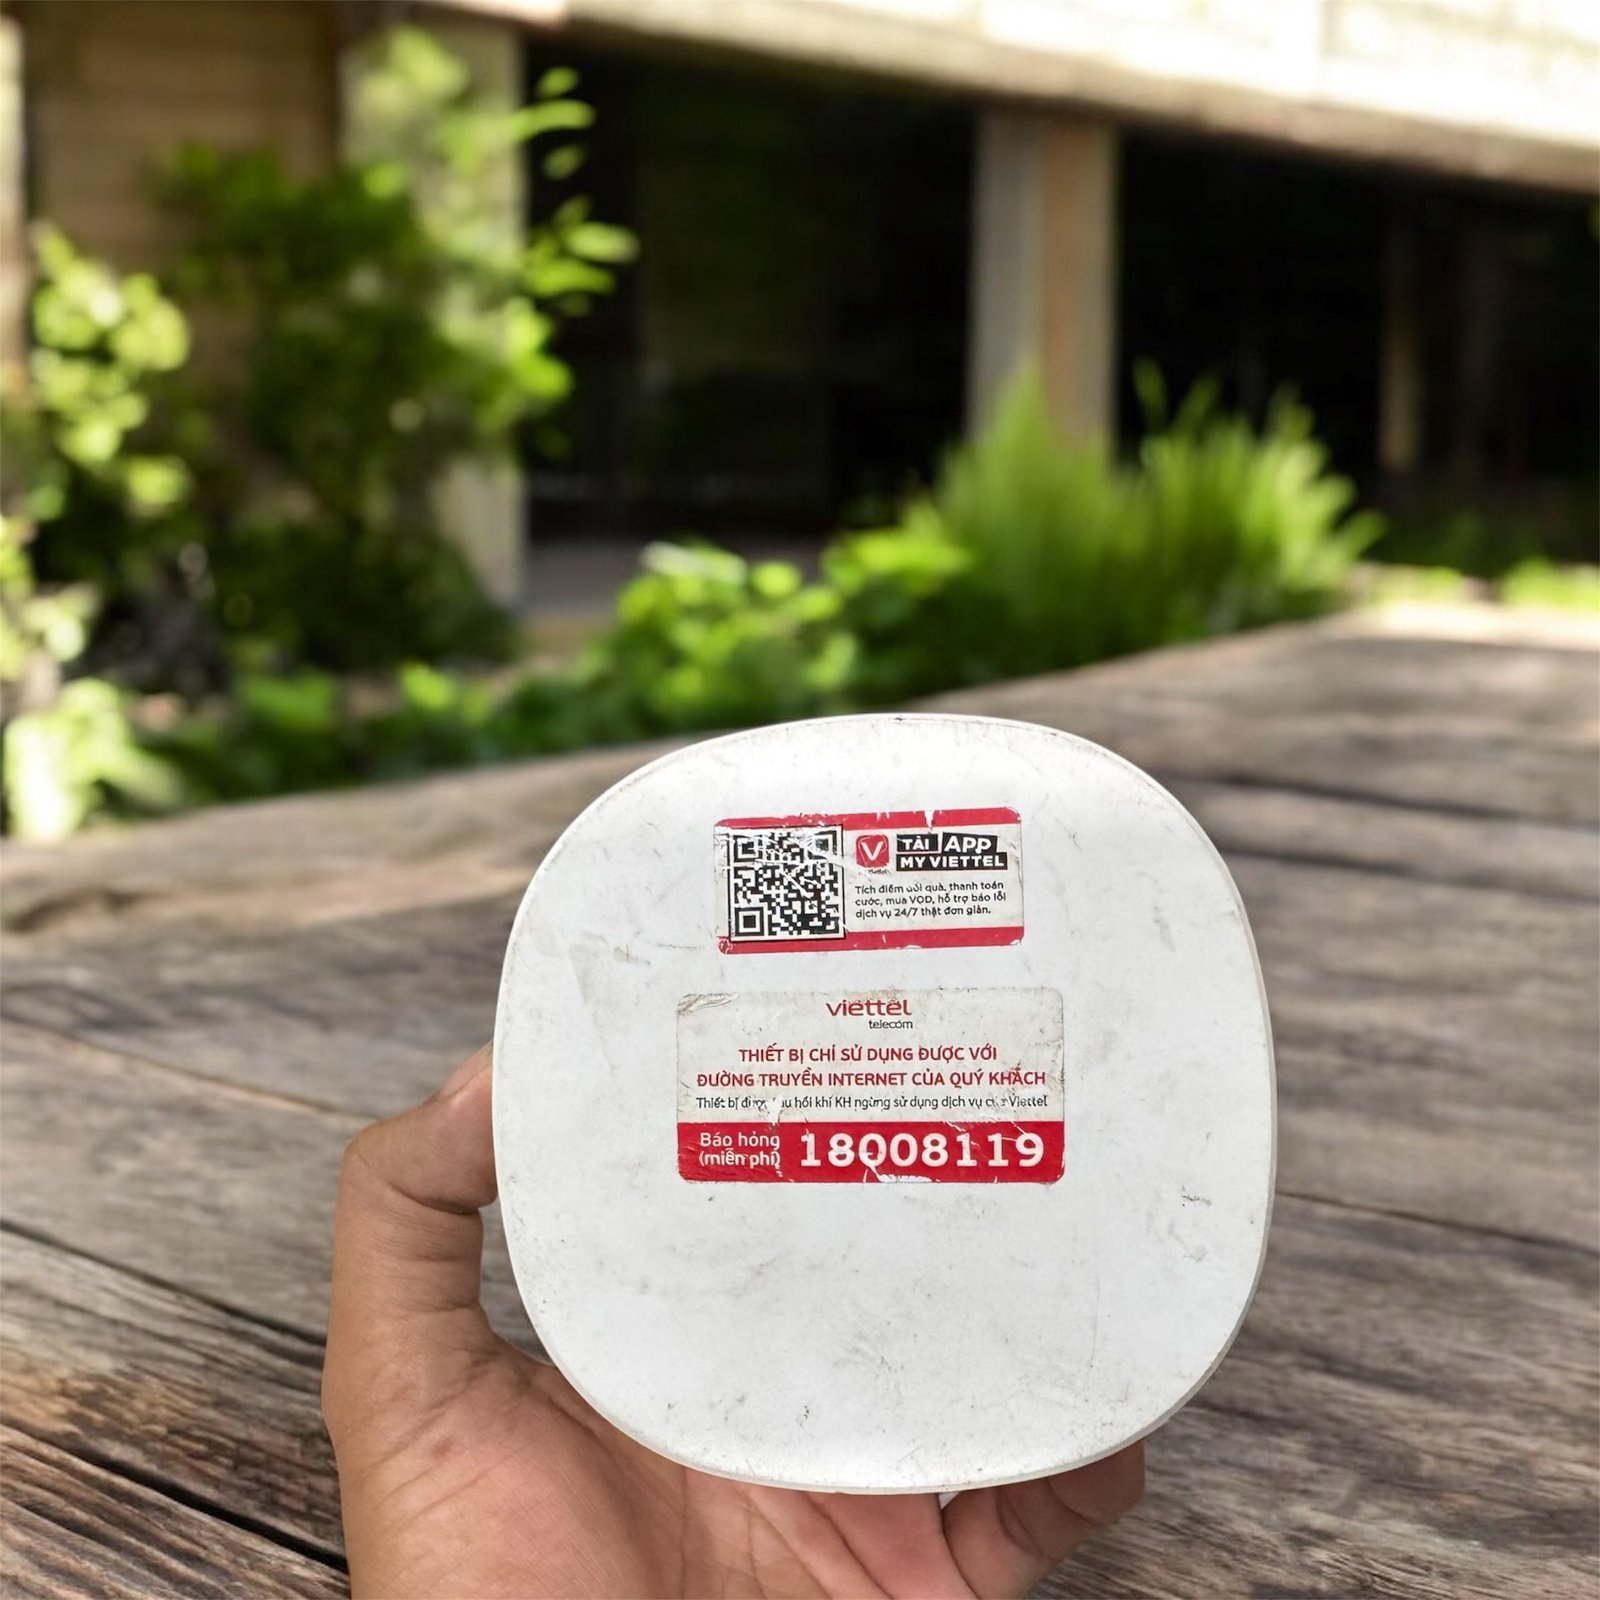 TẢI APP
MY VIETTEL
viettel
Tích điểm đổi quà, thanh toán
cước, mua VOD, hỗ trợ báo lỗi
dịch vụ 24/7 thật đơn giản.
viettel
telecom
THIẾT BỊ CHỈ SỬ DỤNG ĐƯỢC VỚI
ĐƯỜNG TRUYỀN INTERNET CỦA QUÝ KHÁCH
Thiết bị được thu hồi khi KH ngừng sử dụng dịch vụ của Viettel
Báo hỏng
(miễn phí)
18008119